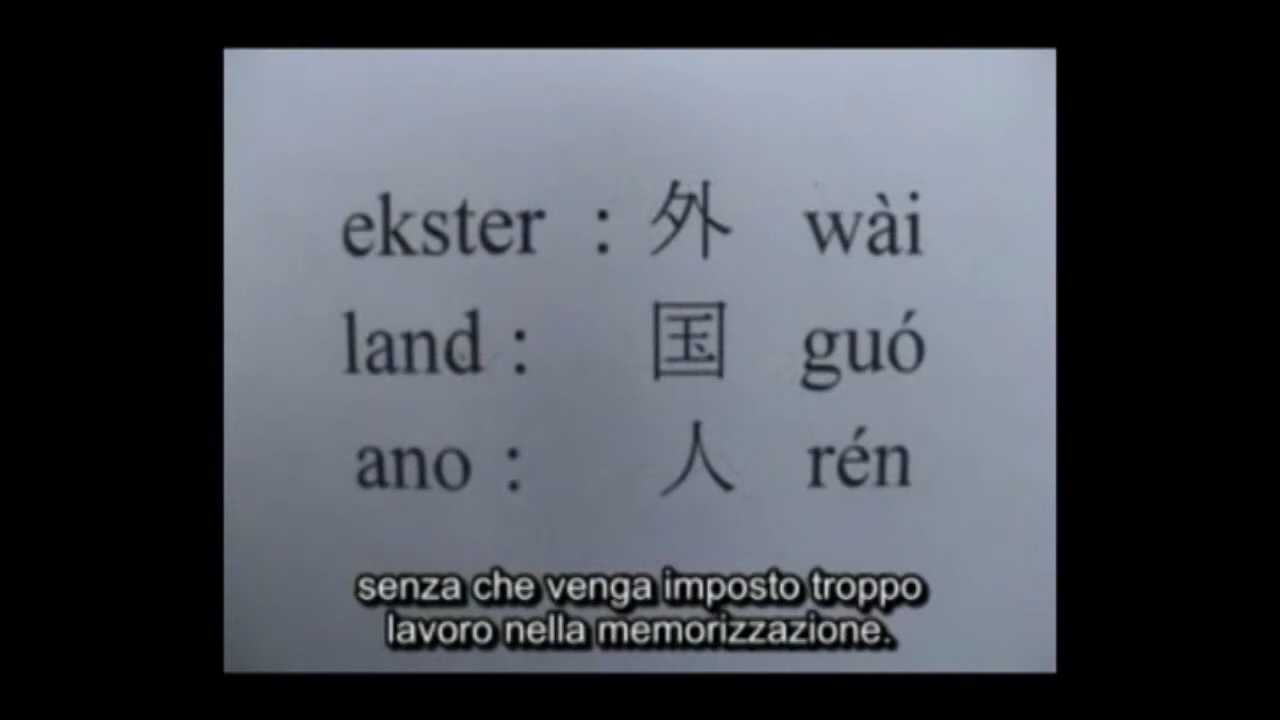 ekster : 外 wài
land : 国 guó
ano : 人 rén
senza che venga imposto troppo
lavoro nella memorizzazione.